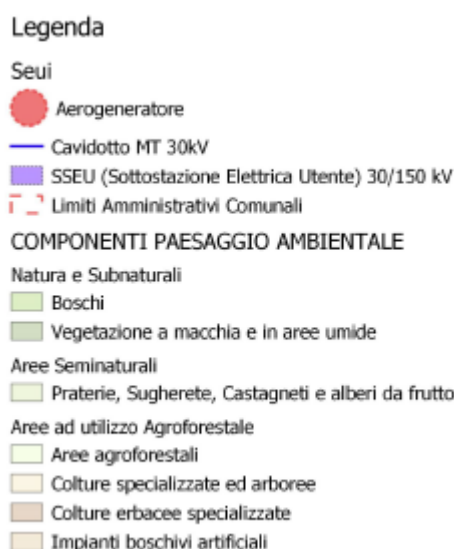 Legenda
Seui
Aerogeneratore
Cavidotto MT 30kV
SSEU (Sottostazione Elettrica Utente) 30/150 kV
Limiti Amministrativi Comunali
COMPONENTI PAESAGGIO AMBIENTALE
Natura e Subnaturali
Boschi
Vegetazione a macchia e in aree umide
Aree Seminaturali
Praterie, Sugherete, Castagneti e alberi da frutto
Aree ad utilizzo Agroforestale
Aree agroforestali
Colture specializzate ed arboree
Colture erbacee specializzate
Impianti boschivi artificiali